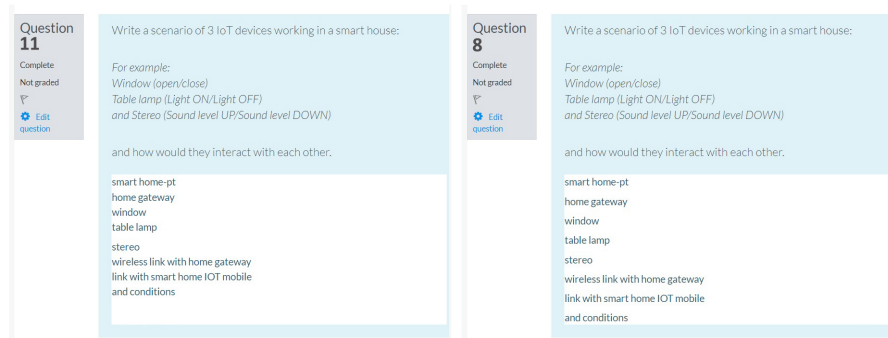 Question
11
Complete
Not graded
Edit
question
Write a scenario of 3 IoT devices working in a smart house:
For example:
Window (open/close)
Table lamp (Light ON/Light OFF)
and Stereo (Sound level UP/Sound level DOWN)
and how would they interact with each other.
smart home-pt
home gateway
window
table lamp
stereo
wireless link with home gateway
link with smart home IOT mobile
and conditions
Question
8
Complete
Not graded
Edit
question
Write a scenario of 3 IoT devices working in a smart house:
For example:
Window (open/close)
Table lamp (Light ON/Light OFF)
and Stereo (Sound level UP/Sound level DOWN)
and how would they interact with each other.
smart home-pt
home gateway
window
table lamp
stereo
wireless link with home gateway
link with smart home IOT mobile
and conditions